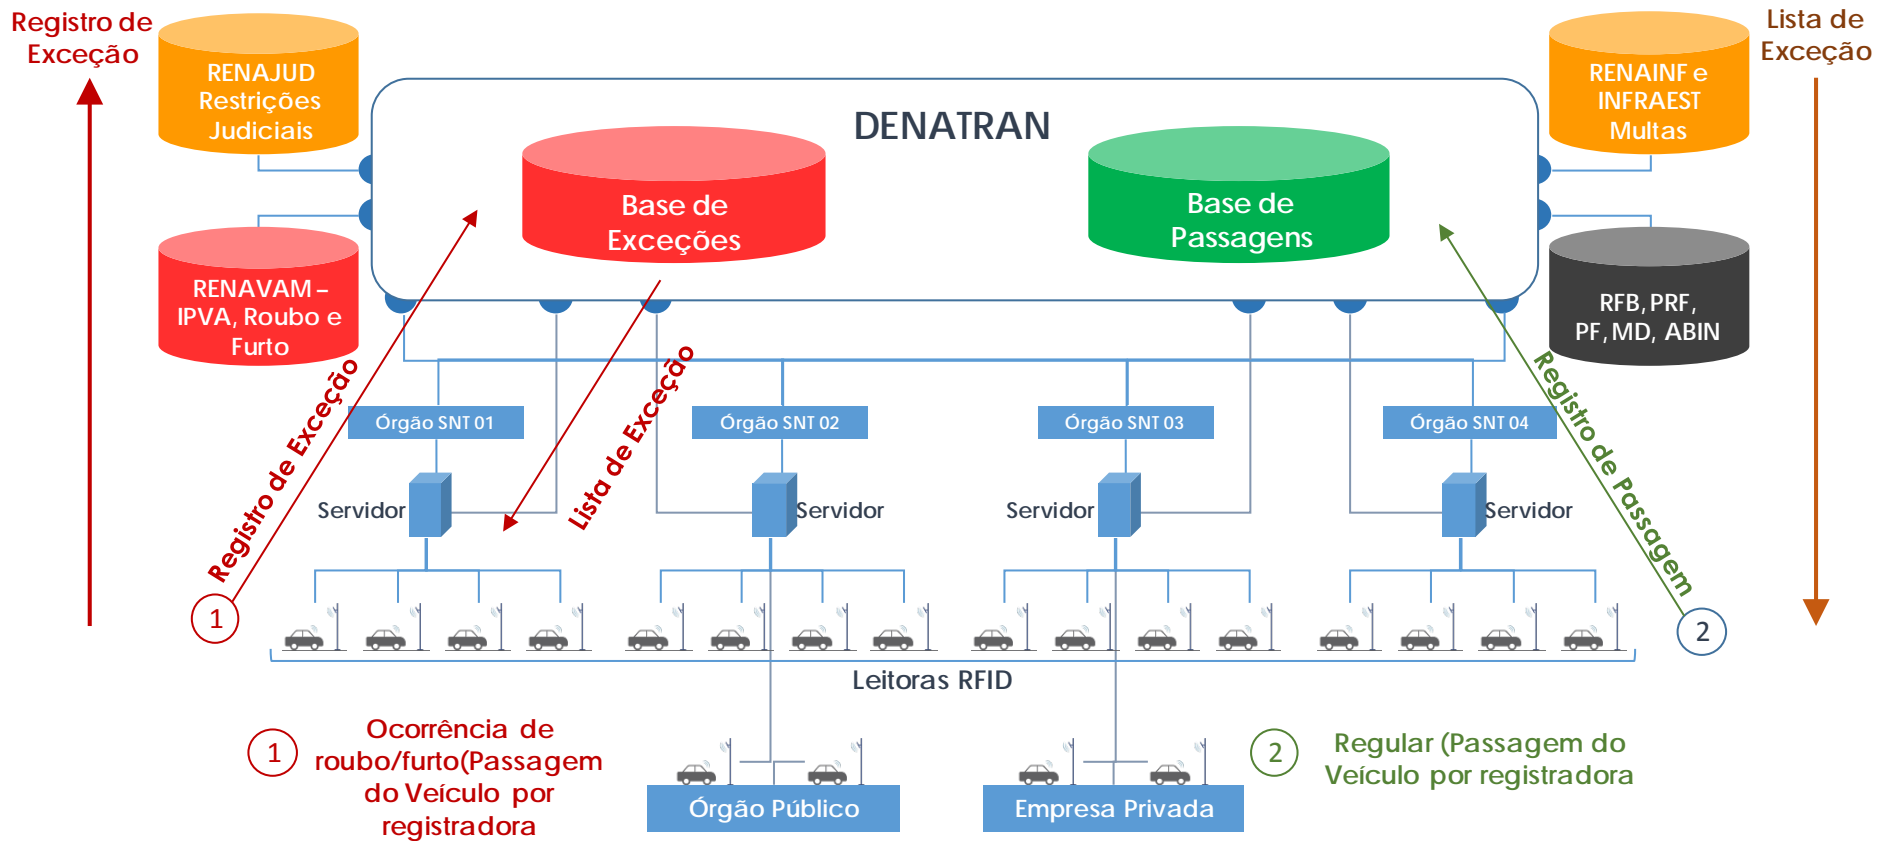 Registro de
Exceção
RENAJUD
Restrições
Judiciais
DENATRAN
RENAINF e
INFRAEST
Multas
Lista de
Exceção
Base de
Exceções
Base de
Passagens
RENAVAM –
IPVA, Roubo e
Furto
RFB, PRF,
PF, MD, ABIN
Registro de Exceção
Lista de Exceção
Registro de Passagem
Órgão SNT 01
Órgão SNT 02
Órgão SNT 03
Órgão SNT 04
Servidor
Servidor
Servidor
Servidor
1
2
Leitoras RFID
1
Ocorrência de
roubo/furto(Passagem
do Veículo por
registradora
2
Regular (Passagem do
Veículo por registradora
Órgão Público
Empresa Privada